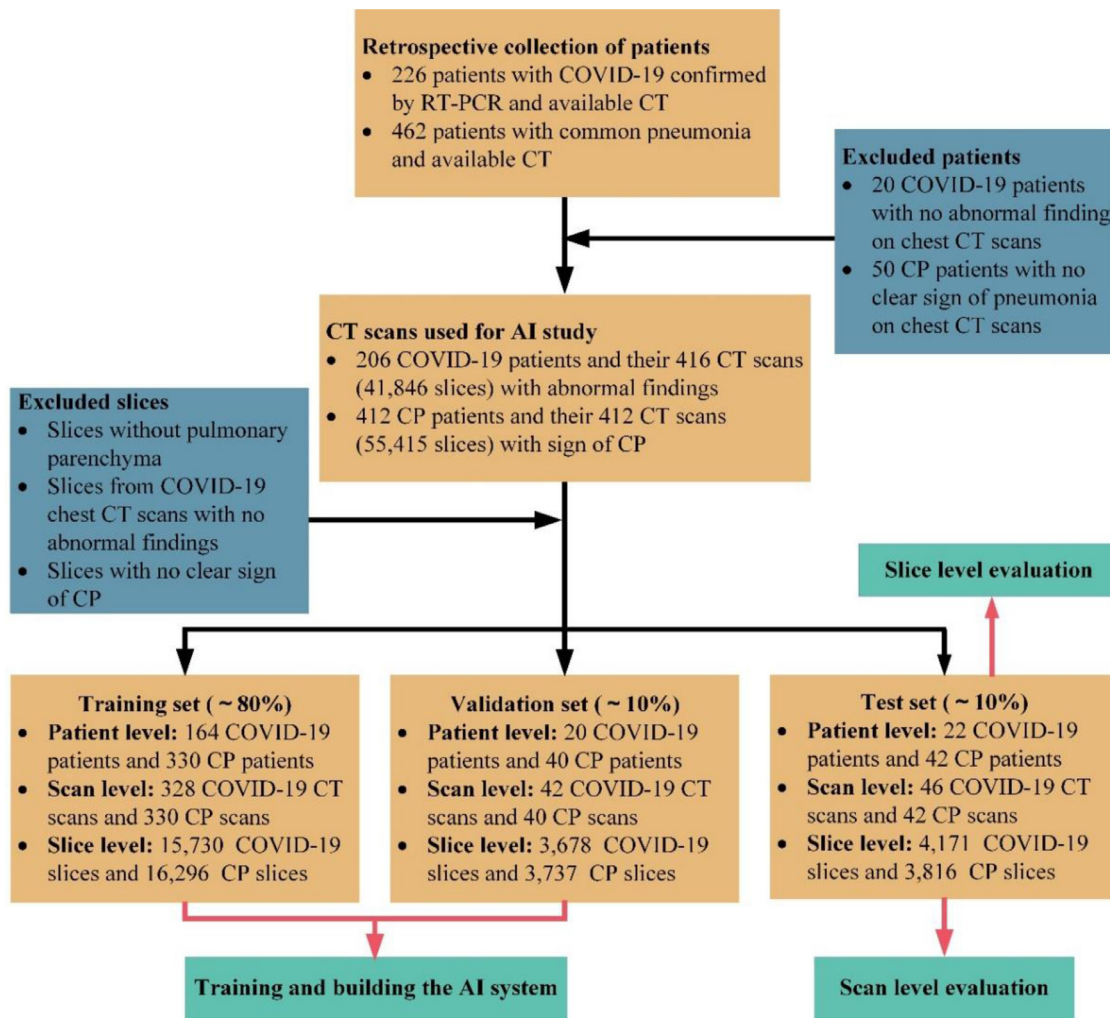 Retrospective collection of patients
• 226 patients with COVID-19 confirmed
by RT-PCR and available CT
• 462 patients with common pneumonia
and available CT
Excluded patients
• 20 COVID-19 patients
with no abnormal finding
on chest CT scans
• 50 CP patients with no
clear sign of pneumonia
on chest CT scans
CT scans used for AI study
• 206 COVID-19 patients and their 416 CT scans
(41,846 slices) with abnormal findings
• 412 CP patients and their 412 CT scans
(55,415 slices) with sign of CP
Excluded slices
• Slices without pulmonary
parenchyma
• Slices from COVID-19
chest CT scans with no
abnormal findings
• Slices with no clear sign
of CP
Slice level evaluation
Training set ( ~ 80%)
• Patient level: 164 COVID-19
patients and 330 CP patients
• Scan level: 328 COVID-19 CT
scans and 330 CP scans
• Slice level: 15,730 COVID-19
slices and 16,296 CP slices
Validation set ( ~ 10%)
• Patient level: 20 COVID-19
patients and 40 CP patients
• Scan level: 42 COVID-19 CT
scans and 40 CP scans
• Slice level: 3,678 COVID-19
slices and 3,737 CP slices
Test set ( ~ 10%)
• Patient level: 22 COVID-19
patients and 42 CP patients
• Scan level: 46 COVID-19 CT
scans and 42 CP scans
• Slice level: 4,171 COVID-19
slices and 3,816 CP slices
Training and building the AI system
Scan level evaluation